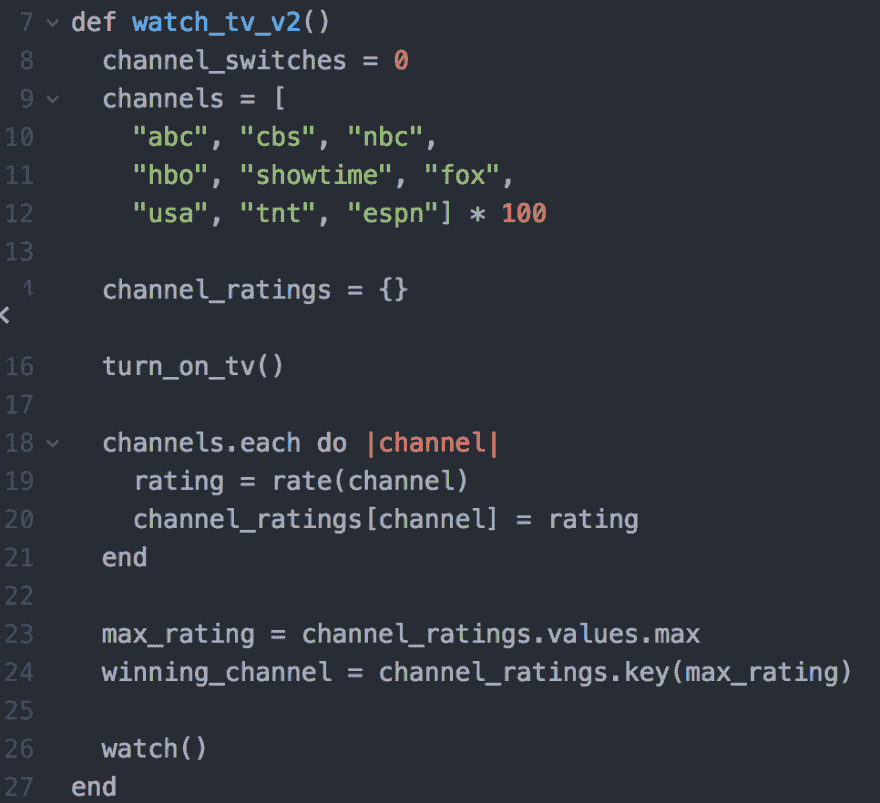 7 def watch_tv_v2()
8 channel_switches = 0
9 channels = [
10 "abc", "cbs", "nbc",
11 "hbo", "showtime", "fox",
12 "usa", "tnt", "espn"] * 100
13
4 channel_ratings = {}
16 turn_on_tv()
17
18 channels.each do |channel|
19 rating = rate(channel)
20 channel_ratings[channel] = rating
21 end
22
23 max_rating = channel_ratings.values.max
24 winning_channel = channel_ratings.key(max_rating)
25
26 watch()
27 end